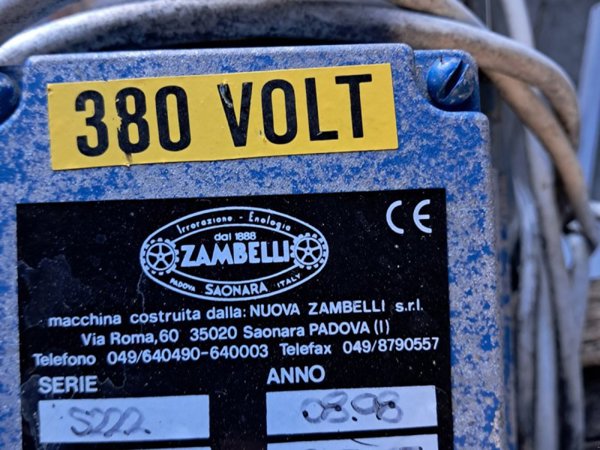 380 VOLT
Irrorazione - Enologia
dal 1888
ZAMBELLI
PADOVA SAONARA ITALY
CE
macchina costruita dalla: NUOVA ZAMBELLI s.r.l.
Via Roma,60 35020 Saonara PADOVA (I)
Telefono 049/640490-640003 Telefax 049/8790557
SERIE ANNO
S222 08.98